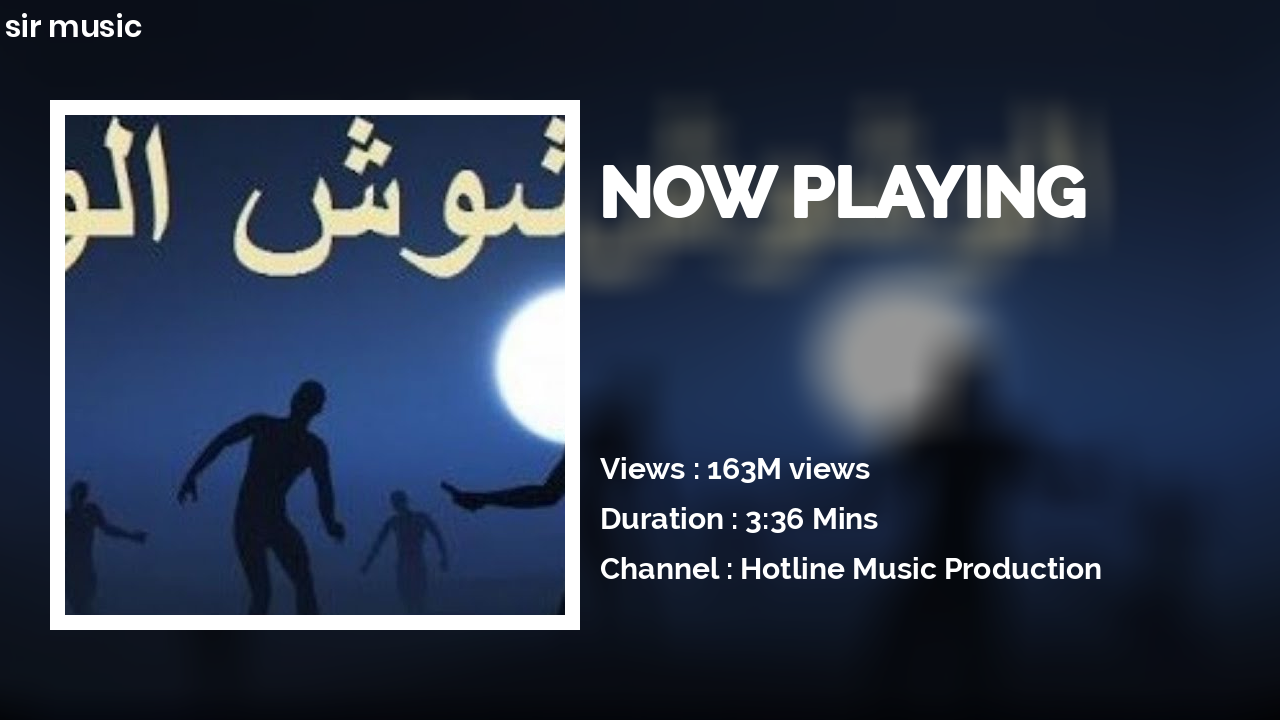 sir music
NOW PLAYING
Views : 163M views
Duration : 3:36 Mins
Channel : Hotline Music Production